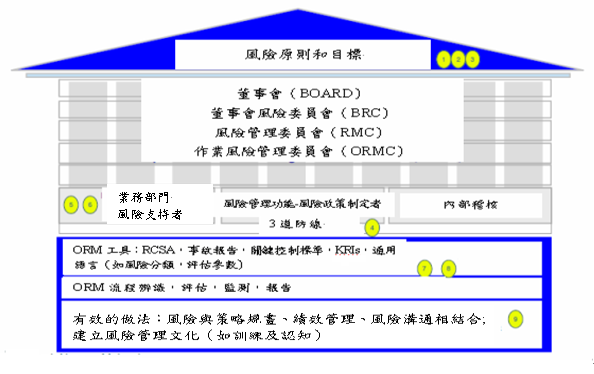 風險原則和目標
1 2 3
董事會（BOARD）
董事會風險委員會（BRC）
風險管理委員會（RMC）
作業風險管理委員會（ORMC）
5 6
業務部門
風險支持者
風險管理功能-風險政策制定者
內部稽核
3 道防線
4
ORM 工具：RCSA，事故報告，關鍵控制標準，KRIs，通用
語言（如風險分類，評估參數）
7 8
ORM 流程辨識，評估，監測，報告
有效的做法：風險與策略規畫、績效管理、風險溝通相結合;
建立風險管理文化（如訓練及認知）
9